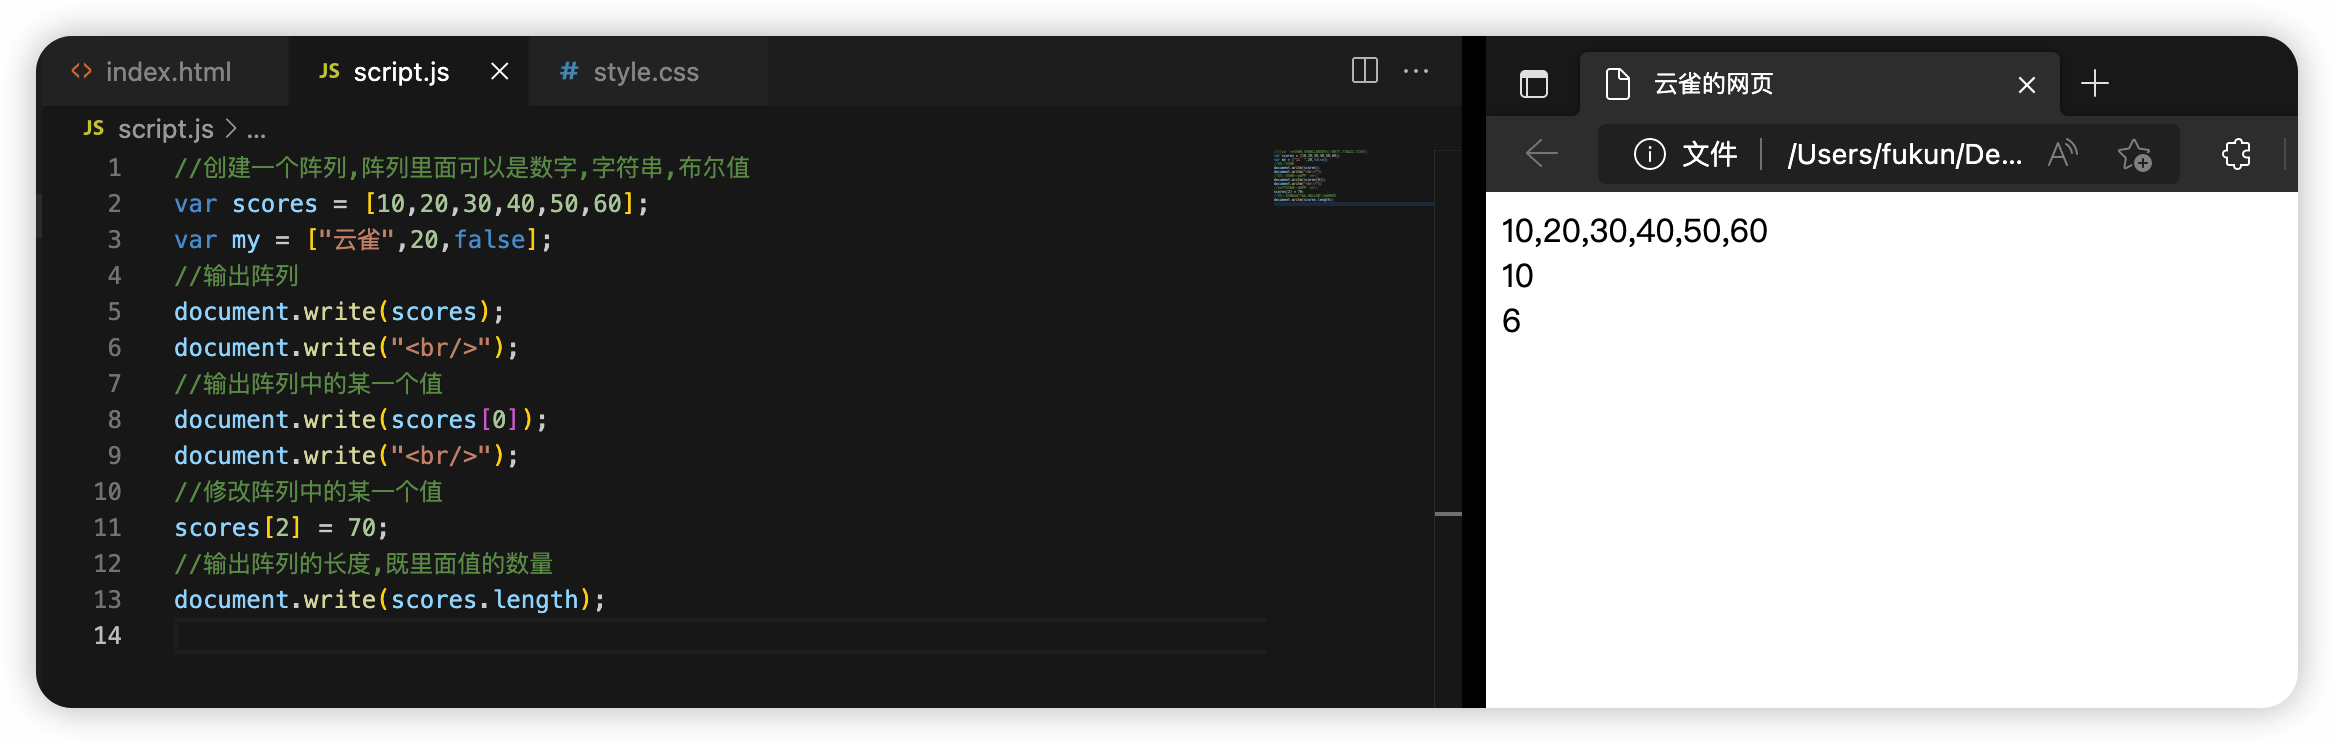 <> index.html JS script.js # style.css
JS script.js > ...
1 //创建一个阵列,阵列里面可以是数字,字符串,布尔值
2 var scores = [10,20,30,40,50,60];
3 var my = ["云雀",20,false];
4 //输出阵列
5 document.write(scores);
6 document.write("<br/>");
7 //输出阵列中的某一个值
8 document.write(scores[0]);
9 document.write("<br/>");
10 //修改阵列中的某一个值
11 scores[2] = 70;
12 //输出阵列的长度,既里面值的数量
13 document.write(scores.length);
14
云雀的网页
文件 /Users/fukun/De...
10,20,30,40,50,60
10
6